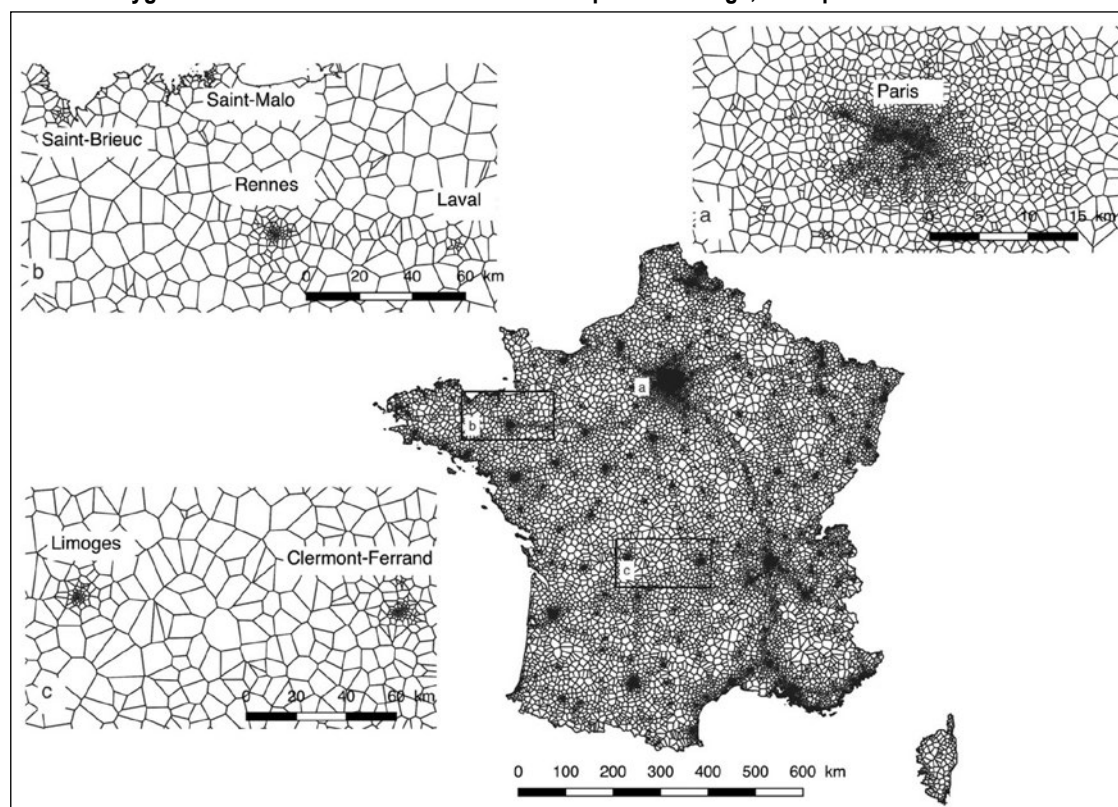 Saint-Malo
Saint-Brieuc
Rennes
Laval
0 20 40 60 km
b
Paris
a
0 5 10 15 km
a
b
c
Limoges
Clermont-Ferrand
c
0 20 40 60 km
0 100 200 300 400 500 600 km